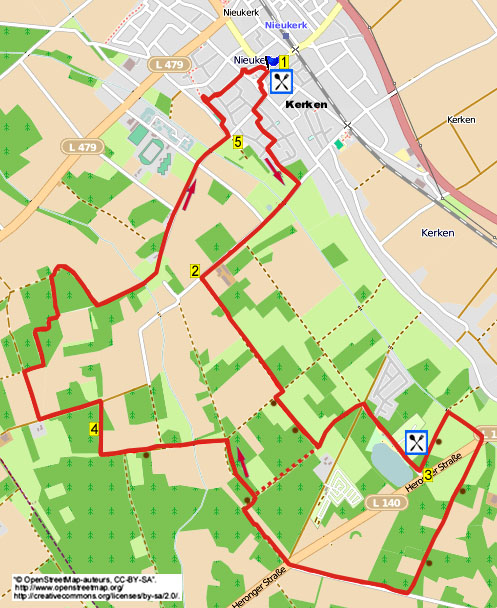 Nieukerk
Nieukerk
L 479
Nieuke
1
Kerken
Kerken
L 479
5
Kerken
2
4
3
Heronger Straße
L 140
Heronger Straße
"© OpenStreetMap-auteurs, CC-BY-SA".
http://www.openstreetmap.org/
http://creativecommons.org/licenses/by-sa/2.0/.